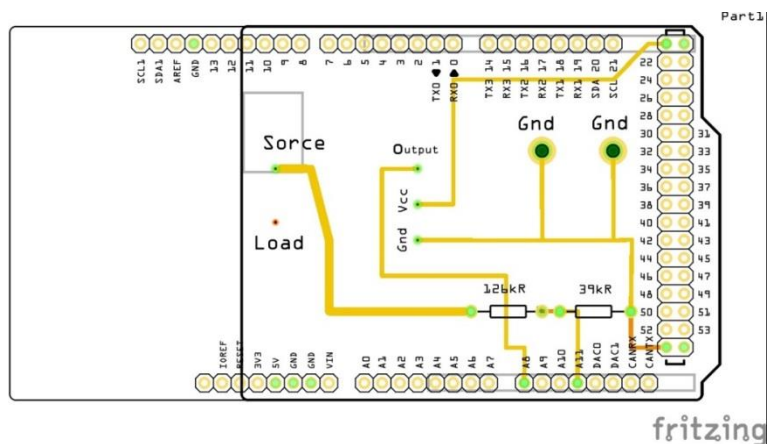 Part1
SCL1 SDA1 AREF GND 13 12 11 10 9 8 7 6 5 4 3 2 1 0 14 15 16 17 18 19 20 21
TX0 RX0 TX3 RX3 TX2 RX2 TX1 RX1 SDA SCL
22
24
26
28
30 31
32 33
34 35
36 37
38 39
40 41
42 43
44 45
46 47
48 49
50 51
52 53
Gnd Gnd
Sorce Output
Vcc
Load Gnd
126kR 39kR
IOREF RESET 3V3 5V GND GND VIN A0 A1 A2 A3 A4 A5 A6 A7 A8 A9 A10 A11 DAC0 DAC1 CANRX CANTX
fritzing